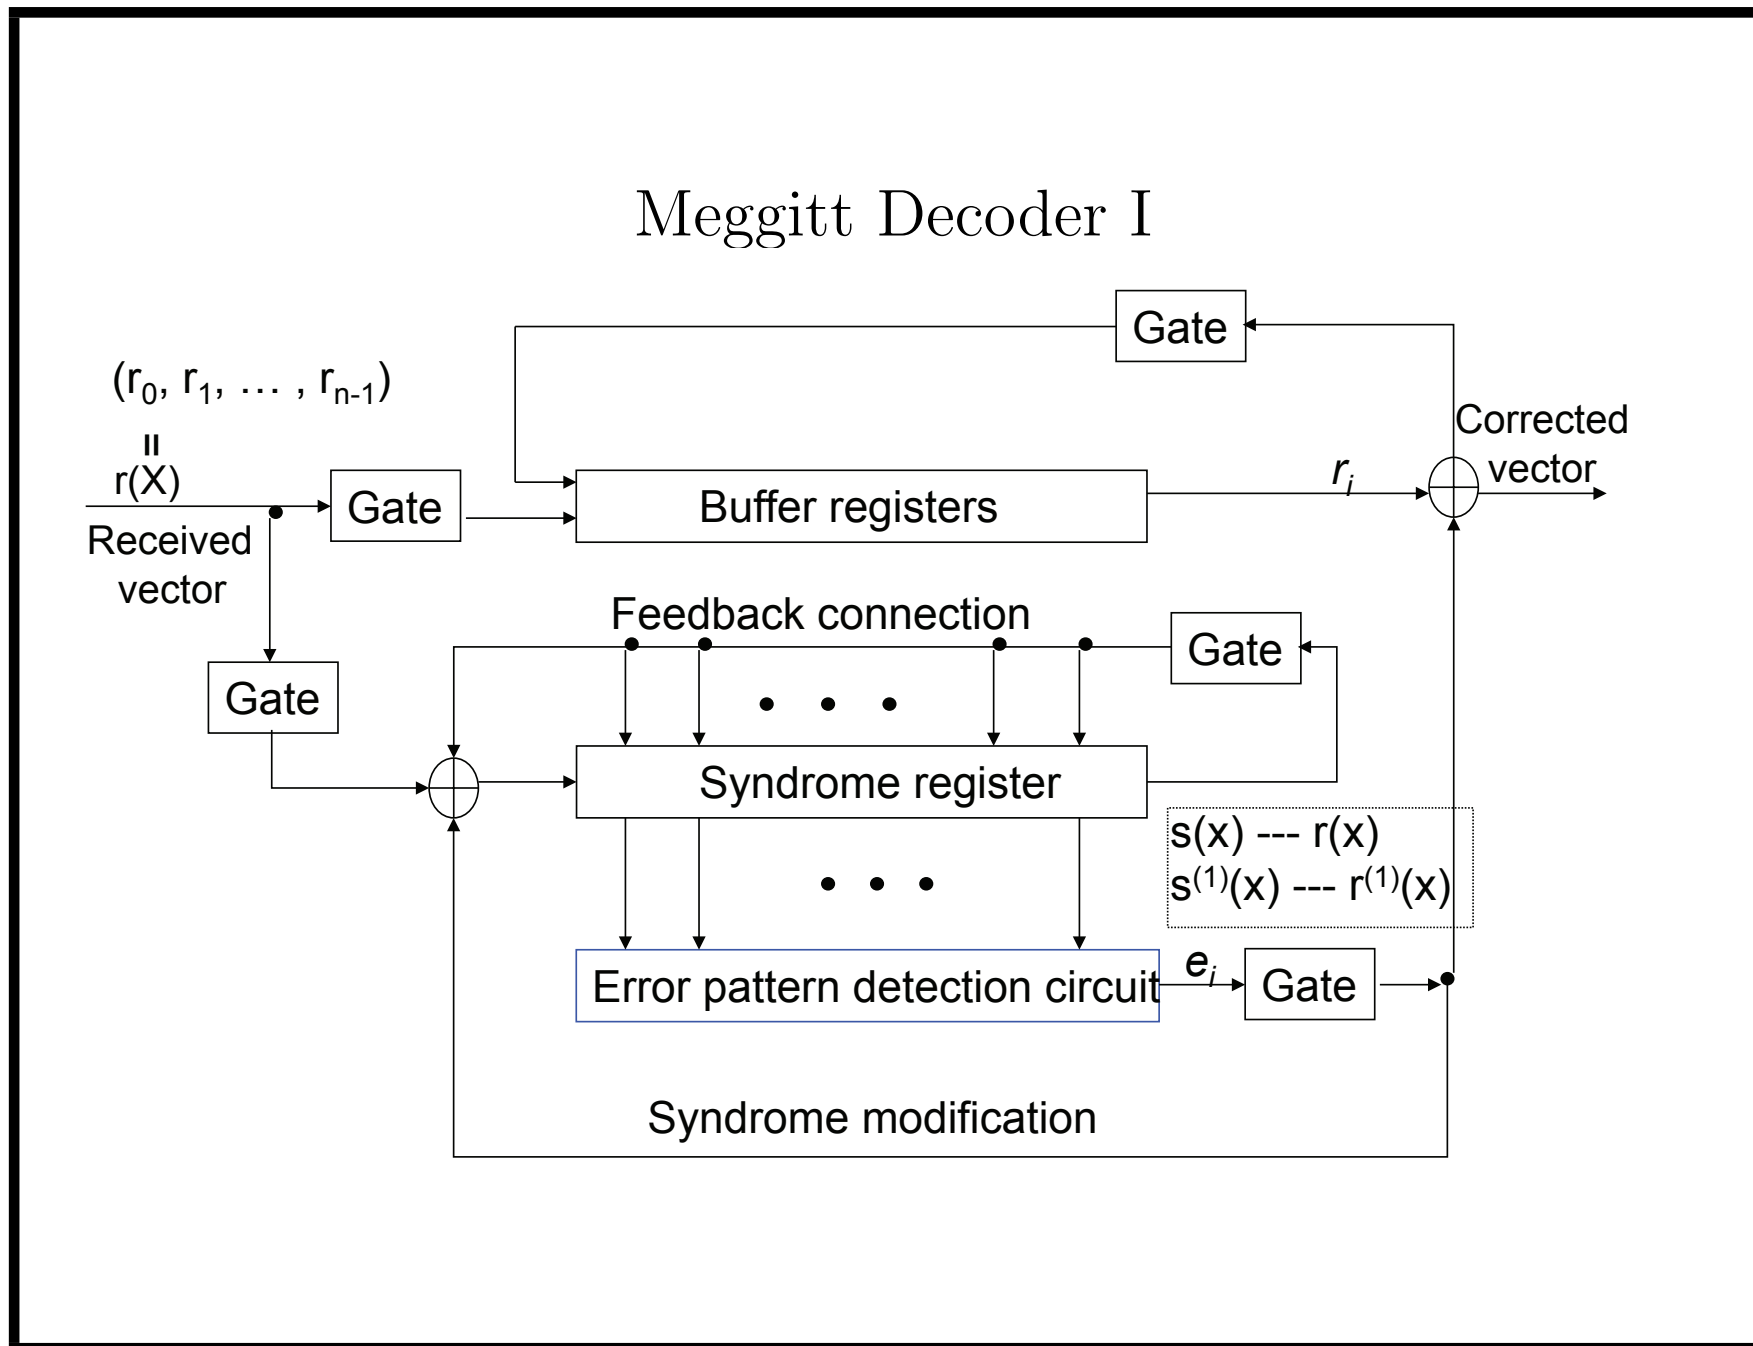 Meggitt Decoder I
Gate
(r₀, r₁, … , rₙ₋₁)
=
r(X)
Received
vector
Gate
Buffer registers
rᵢ
Corrected
vector
Feedback connection
Gate
Gate
Syndrome register
s(x) --- r(x)
s⁽¹⁾(x) --- r⁽¹⁾(x)
Error pattern detection circuit
eᵢ
Gate
Syndrome modification